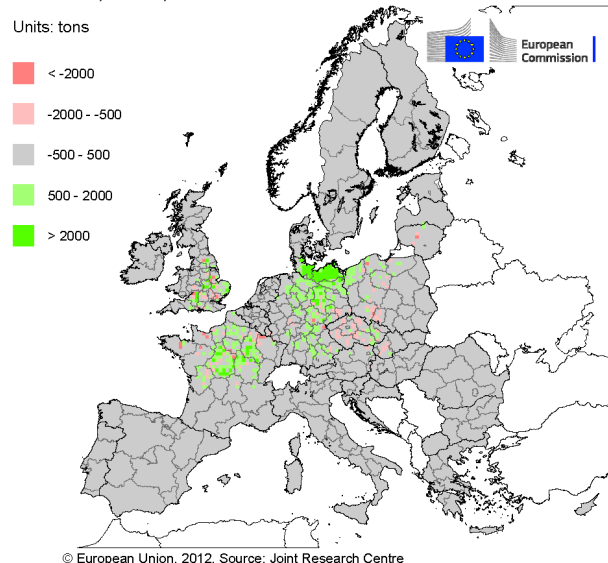 Units: tons
< -2000
-2000 - -500
-500 - 500
500 - 2000
> 2000
European
Commission
© European Union, 2012. Source: Joint Research Centre